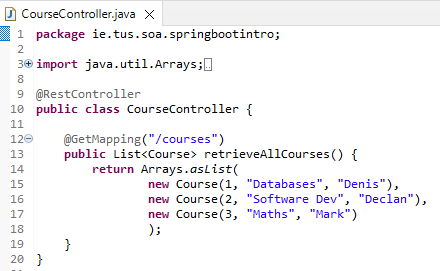 CourseController.java
1 package ie.tus.soa.springbootintro;
2
3 import java.util.Arrays;
9 @RestController
10 public class CourseController {
11
12 @GetMapping("/courses")
13 public List<Course> retrieveAllCourses() {
14 return Arrays.asList(
15 new Course(1, "Databases", "Denis"),
16 new Course(2, "Software Dev", "Declan"),
17 new Course(3, "Maths", "Mark")
18 );
19 }
20 }
21